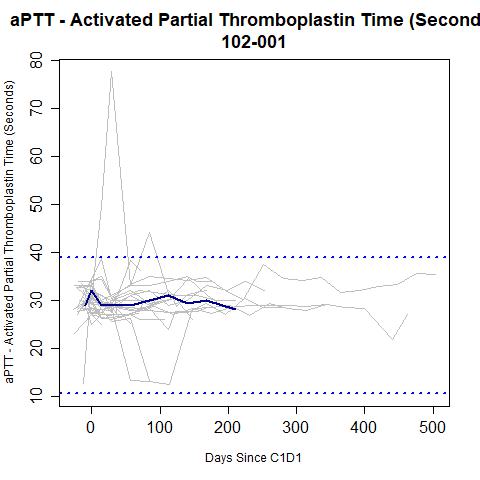 aPTT - Activated Partial Thromboplastin Time (Second
102-001
aPTT - Activated Partial Thromboplastin Time (Seconds)
80
70
60
50
40
30
20
10
0 100 200 300 400 500
Days Since C1D1